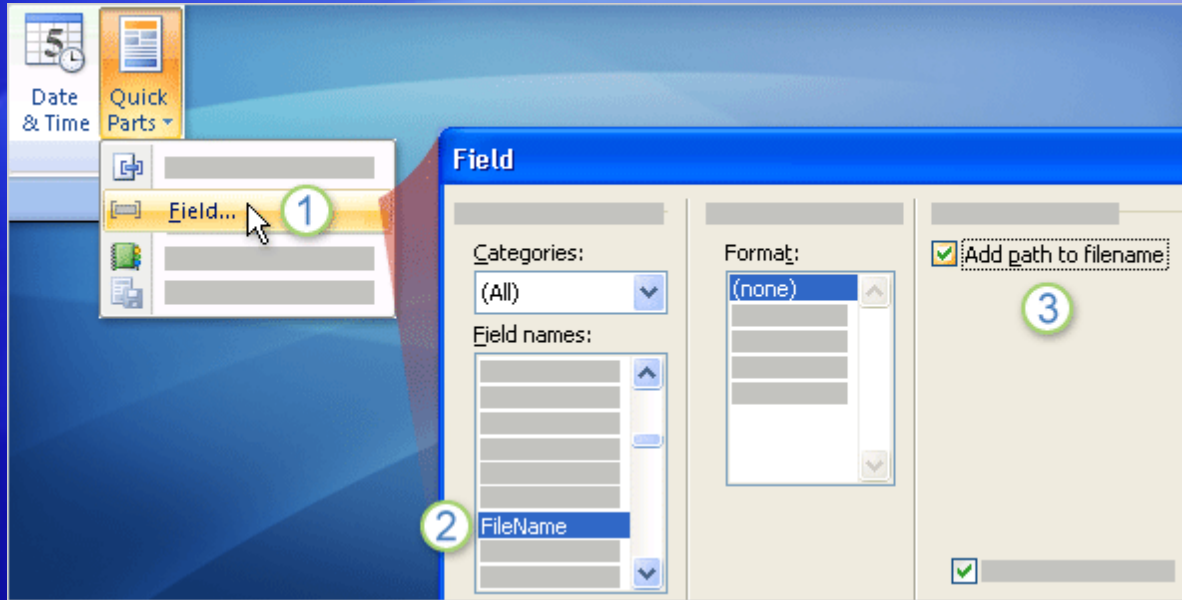 5
Date
& Time
Quick
Parts
Field...
1
Field
Categories:
(All)
Field names:
FileName
2
Format:
(none)
Add path to filename
3